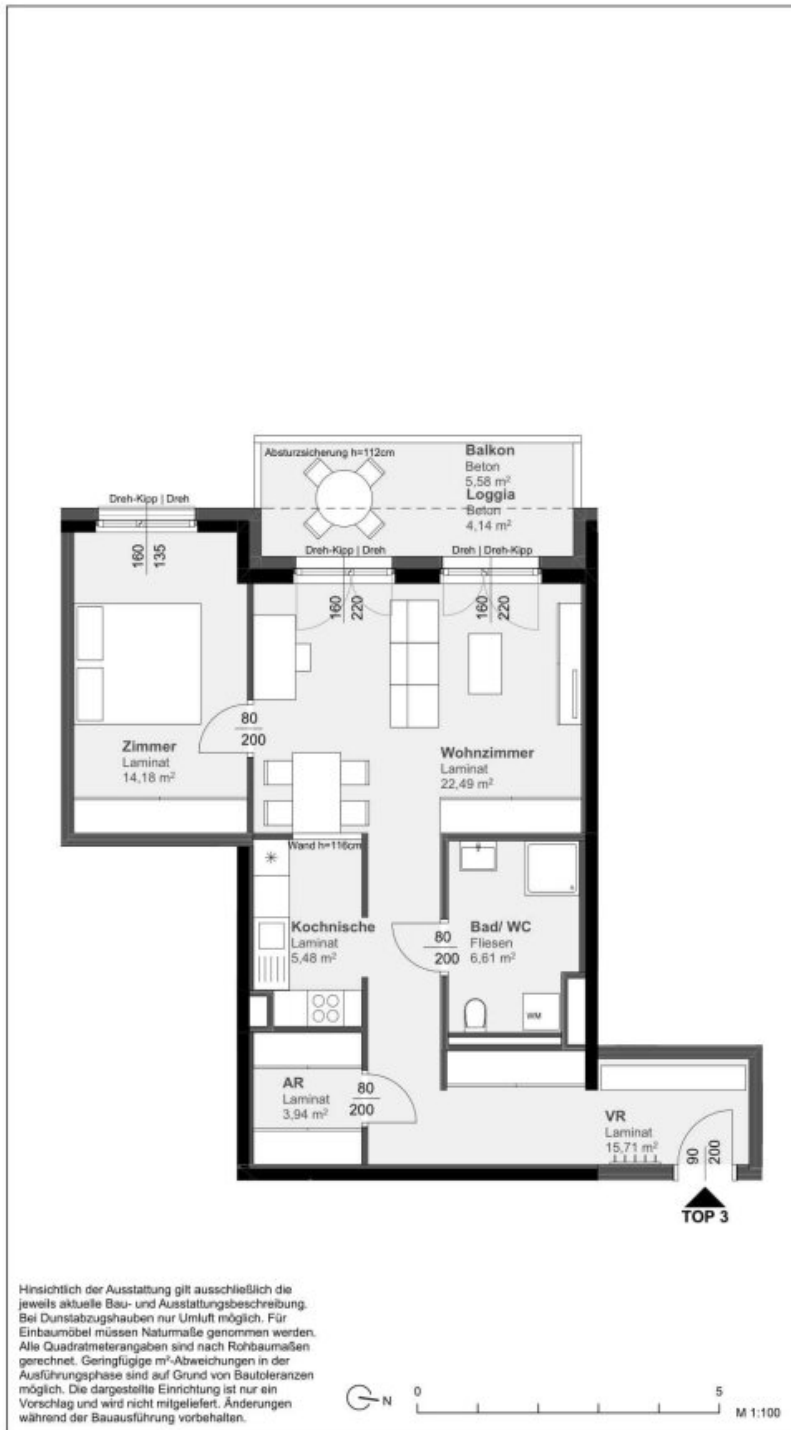 Absturzsicherung h=112cm
Balkon
Beton
5,58 m²
Loggia
Beton
4,14 m²
Dreh-Kipp | Dreh
160
135
Dreh-Kipp | Dreh
160
220
Dreh | Dreh-Kipp
160
220
80
200
Zimmer
Laminat
14,18 m²
Wohnzimmer
Laminat
22,49 m²
Wand h=116cm
Kochnische
Laminat
5,48 m²
80
200
Bad/ WC
Fliesen
6,61 m²
WM
AR
Laminat
3,94 m²
80
200
VR
Laminat
15,71 m²
90
200
TOP 3
Hinsichtlich der Ausstattung gilt ausschließlich die
jeweils aktuelle Bau- und Ausstattungsbeschreibung.
Bei Dunstabzugshauben nur Umluft möglich. Für
Einbaumöbel müssen Naturmaße genommen werden.
Alle Quadratmeterangaben sind nach Rohbaumaßen
gerechnet. Geringfügige m²-Abweichungen in der
Ausführungsphase sind auf Grund von Bautoleranzen
möglich. Die dargestellte Einrichtung ist nur ein
Vorschlag und wird nicht mitgeliefert. Änderungen
während der Bauausführung vorbehalten.
N
0
5
M 1:100